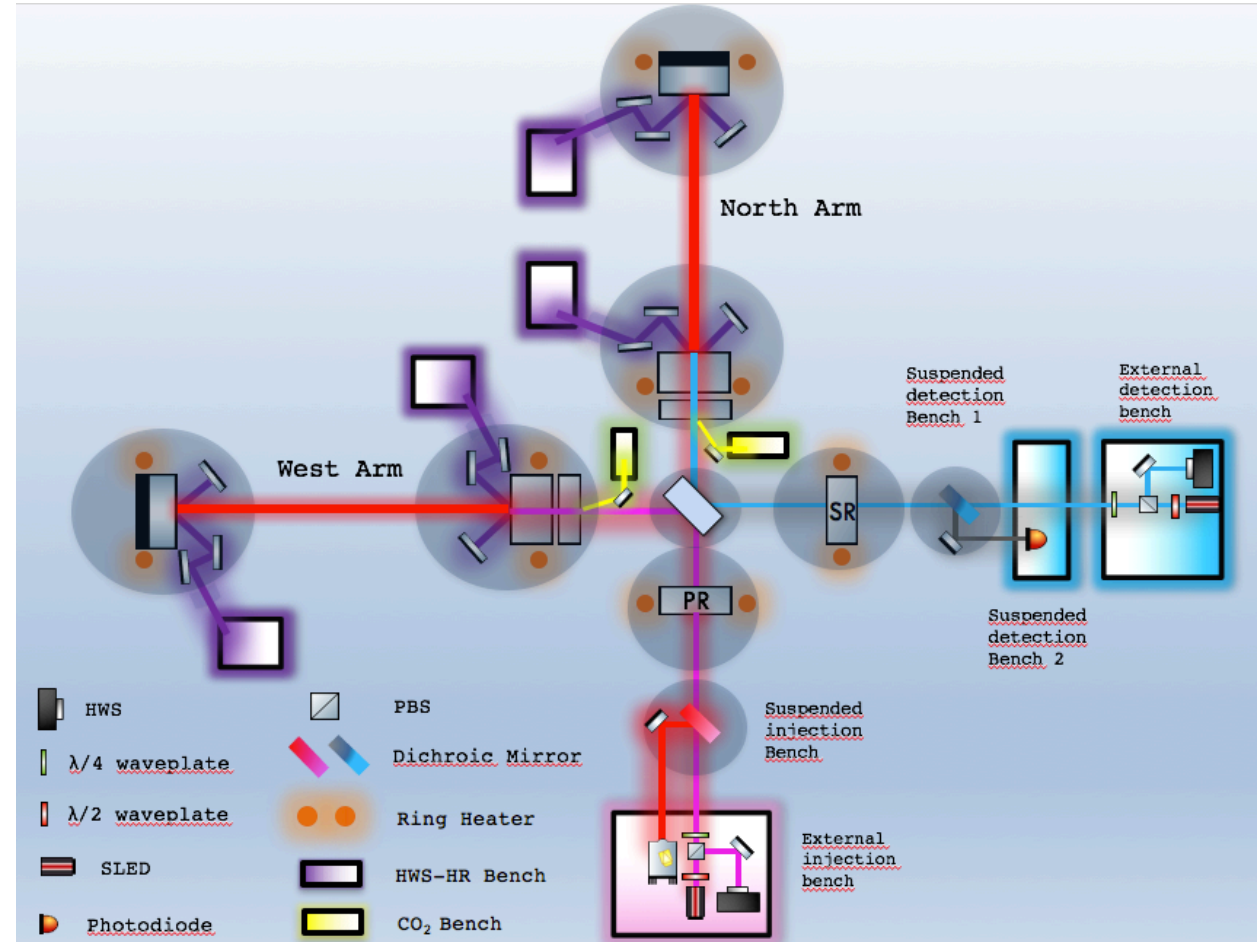 North Arm
West Arm
Suspended
detection
Bench 1
External
detection
bench
SR
PR
Suspended
detection
Bench 2
Suspended
injection
Bench
External
injection
bench
HWS
λ/4 waveplate
λ/2 waveplate
SLED
Photodiode
PBS
Dichroic Mirror
Ring Heater
HWS-HR Bench
CO₂ Bench